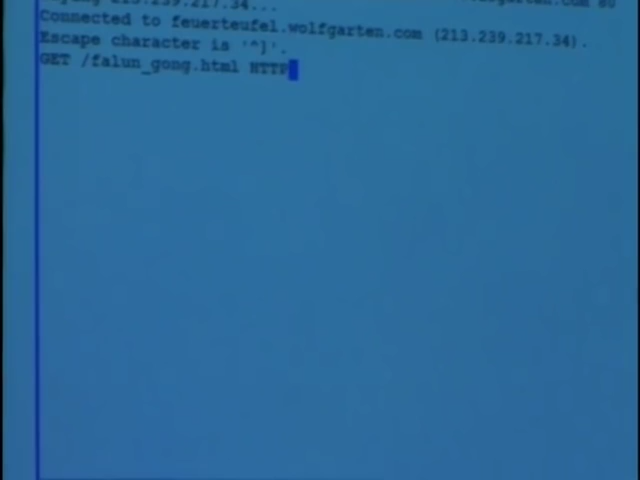 213.239.217.34...
Connected to feuerteufel.wolfgarten.com (213.239.217.34).
Escape character is '^]'.
GET /falun_gong.html HTTP